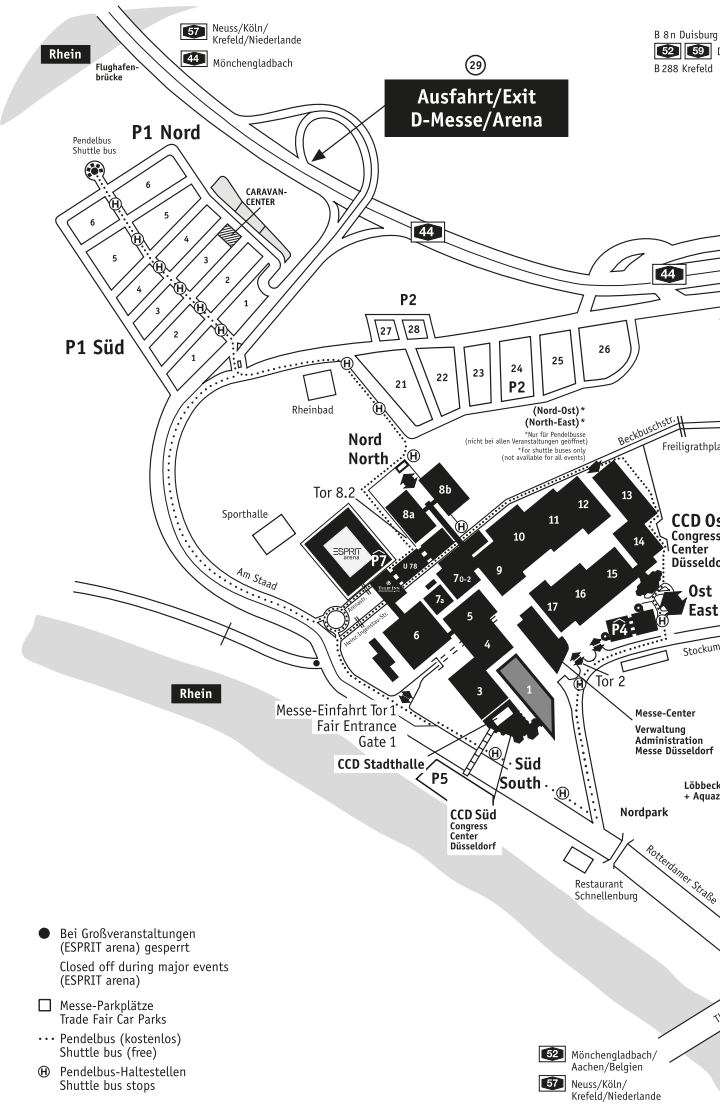 57
Neuss/Köln/
Krefeld/Niederlande
44
Mönchengladbach
B 8n Duisburg
52
59
B 288 Krefeld
Rhein
Flughafen-
brücke
29
Ausfahrt/Exit
D-Messe/Arena
P1 Nord
Pendelbus
Shuttle bus
CARAVAN-
CENTER
6
6
5
5
4
4
3
3
2
2
1
1
H
H
H
H
H
H
44
44
P1 Süd
P2
27
28
21
22
23
24
P2
25
26
H
H
Rheinbad
(Nord-Ost)*
(North-East)*
*Nur für Pendelbusse
(nicht bei allen Veranstaltungen geöffnet)
*For shuttle buses only
(not available for all events)
Beckbuschstr.
Freiligrathpla
Nord
North
H
Tor 8.2
8b
8a
H
Sporthalle
ESPRIT
arena
P7
U 78
Am Staad
Arenastr.
Heinz-Ingenstau-Str.
7 0-2
7a
9
10
11
12
13
14
15
16
17
6
5
4
3
1
CCD Os
Congress
Center
Düsseldo
Ost
East
H
P4
Stockum
Tor 2
H
Rhein
Messe-Einfahrt Tor 1
Fair Entrance
Gate 1
Messe-Center
Verwaltung
Administration
Messe Düsseldorf
CCD Stadthalle
H
Süd
South
P5
H
CCD Süd
Congress
Center
Düsseldorf
Löbbeck
+ Aquaz
Nordpark
Rotterdamer Straße
Restaurant
Schnellenburg
Bei Großveranstaltungen
(ESPRIT arena) gesperrt
Closed off during major events
(ESPRIT arena)
Messe-Parkplätze
Trade Fair Car Parks
Pendelbus (kostenlos)
Shuttle bus (free)
H
Pendelbus-Haltestellen
Shuttle bus stops
52
Mönchengladbach/
Aachen/Belgien
57
Neuss/Köln/
Krefeld/Niederlande